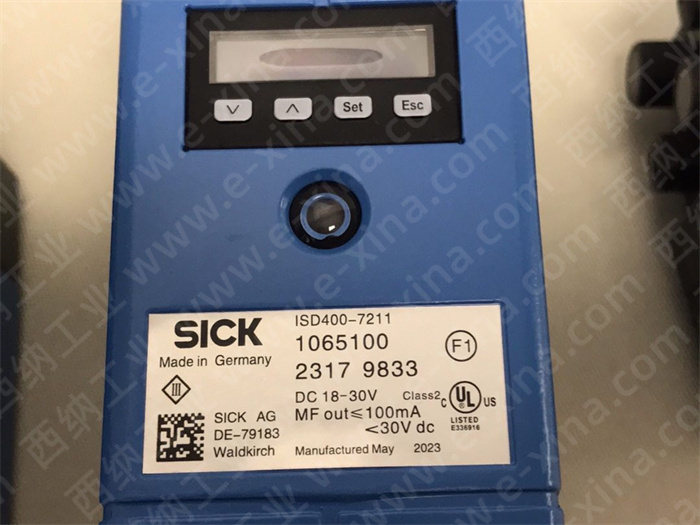 Set
Esc
SICK
Made in Germany
ISD400-7211
1065100
2317 9833
F1
III
DC 18-30V Class2
MF out≤100mA
<30V dc
C UL US
LISTED
E336916
SICK AG
DE-79183
Waldkirch
Manufactured May 2023
西纳工业 www.e-xina.com